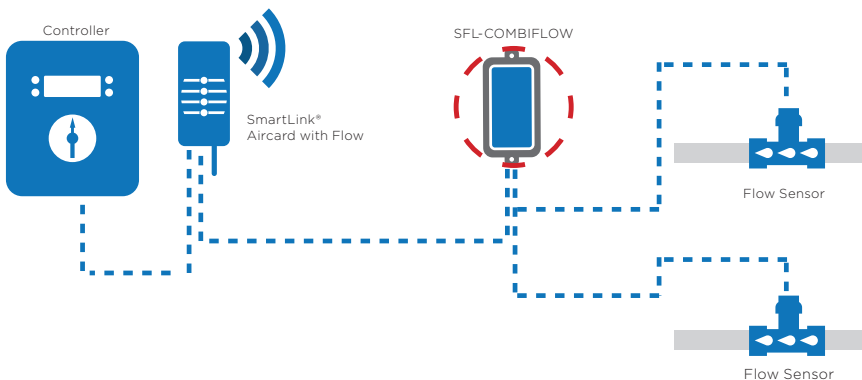 Controller
SFL-COMBIFLOW
SmartLink®
Aircard with Flow
Flow Sensor
Flow Sensor